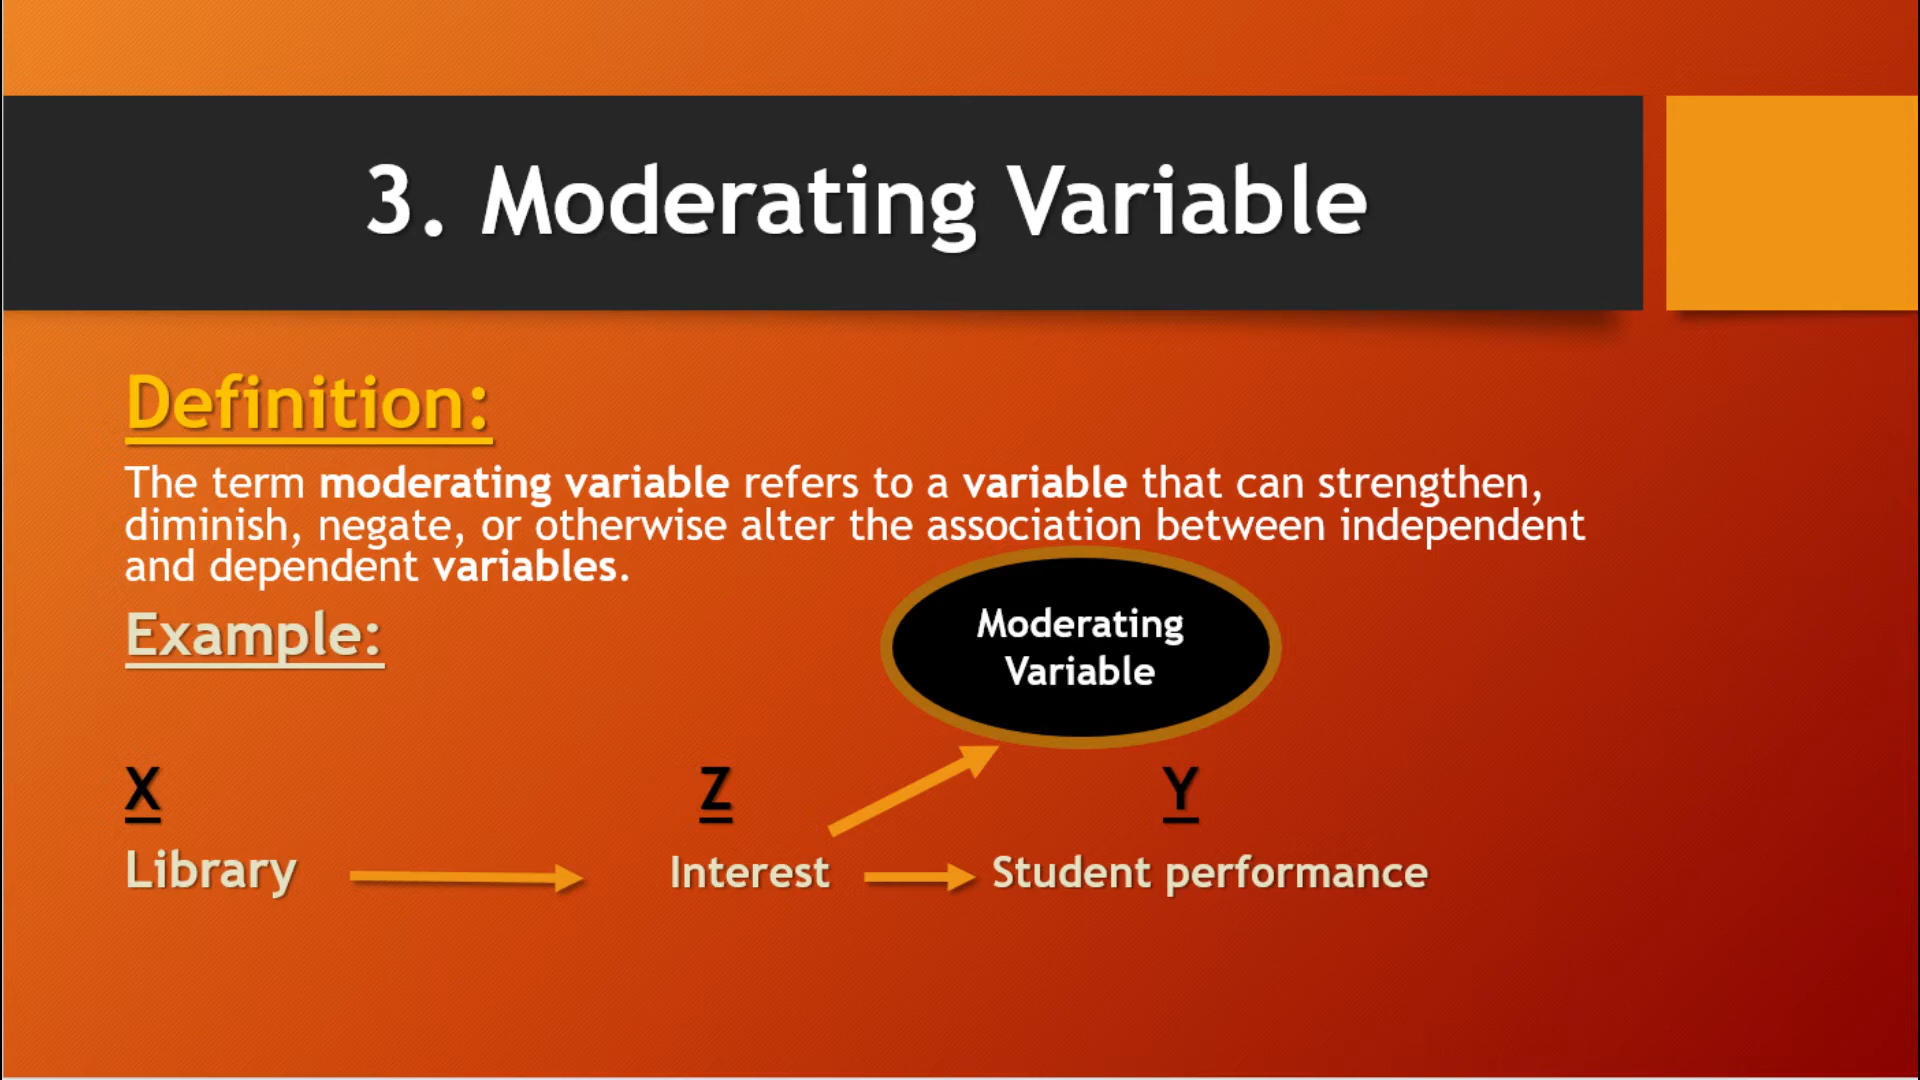 3. Moderating Variable
Definition:
The term moderating variable refers to a variable that can strengthen,
diminish, negate, or otherwise alter the association between independent
and dependent variables.
Example:
Moderating
Variable
X Z Y
Library Interest Student performance